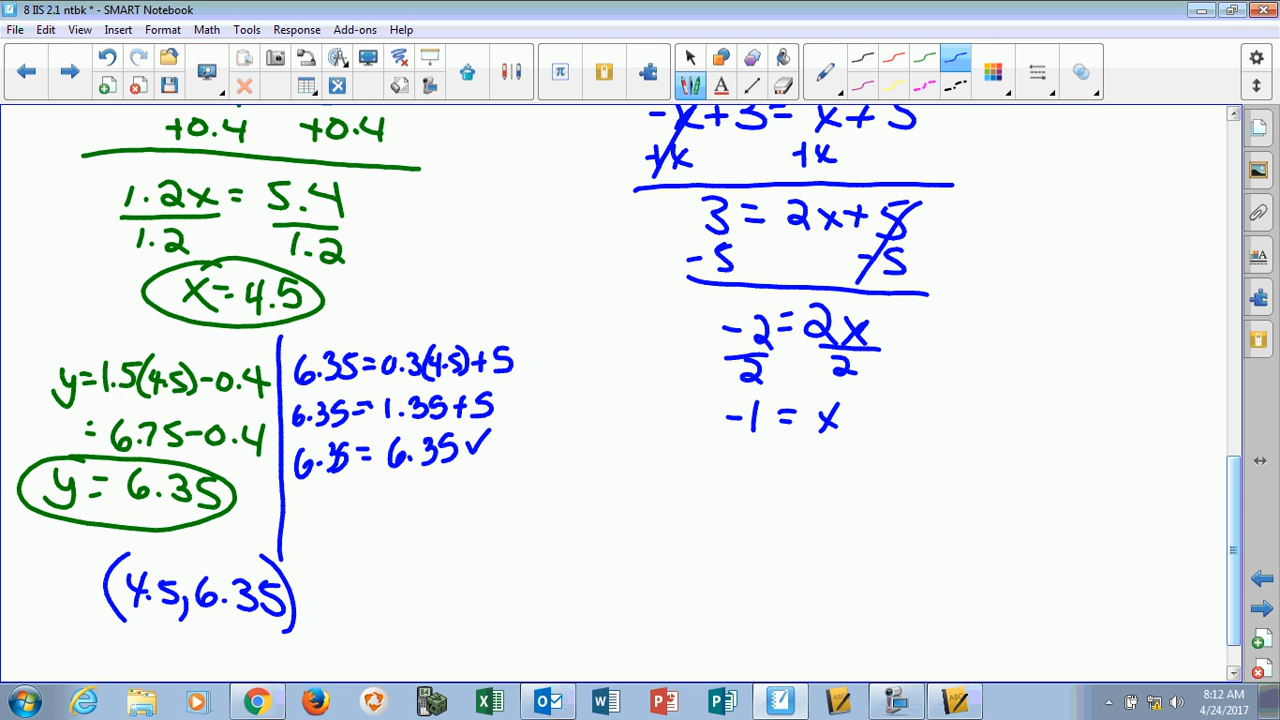 8 IIS 2.1 ntbk * - SMART Notebook
File Edit View Insert Format Math Tools Response Add-ons Help
+0.4 +0.4
1.2x = 5.4
1.2 1.2
x = 4.5
y = 1.5(4.5) - 0.4
= 6.75 - 0.4
y = 6.35
(4.5, 6.35)
6.35 = 0.3(4.5) + 5
6.35 = 1.35 + 5
6.35 = 6.35 ✓
-x + 3 = x + 5
+x +x
3 = 2x + 5
-5 -5
-2 = 2x
2 2
-1 = x
8:12 AM
4/24/2017